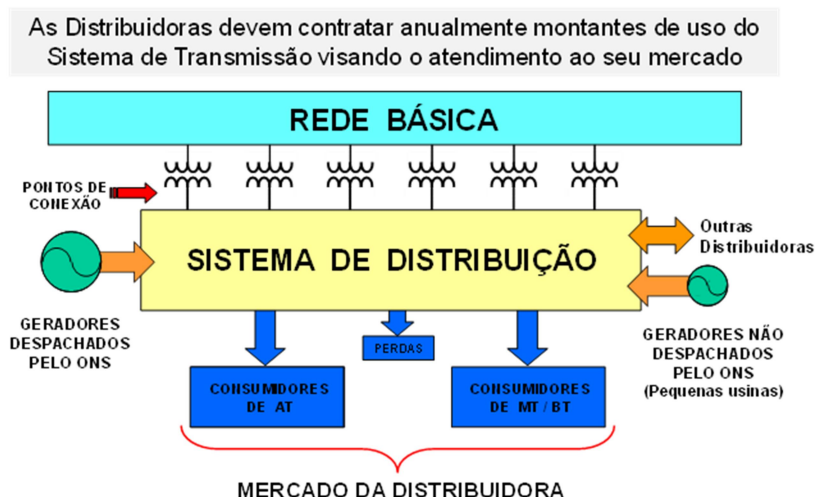 As Distribuidoras devem contratar anualmente montantes de uso do
Sistema de Transmissão visando o atendimento ao seu mercado
REDE BÁSICA
PONTOS DE
CONEXÃO
SISTEMA DE DISTRIBUIÇÃO
Outras
Distribuidoras
GERADORES
DESPACHADOS
PELO ONS
PERDAS
GERADORES NÃO
DESPACHADOS
PELO ONS
(Pequenas usinas)
CONSUMIDORES
DE AT
CONSUMIDORES
DE MT / BT
MERCADO DA DISTRIBUIDORA